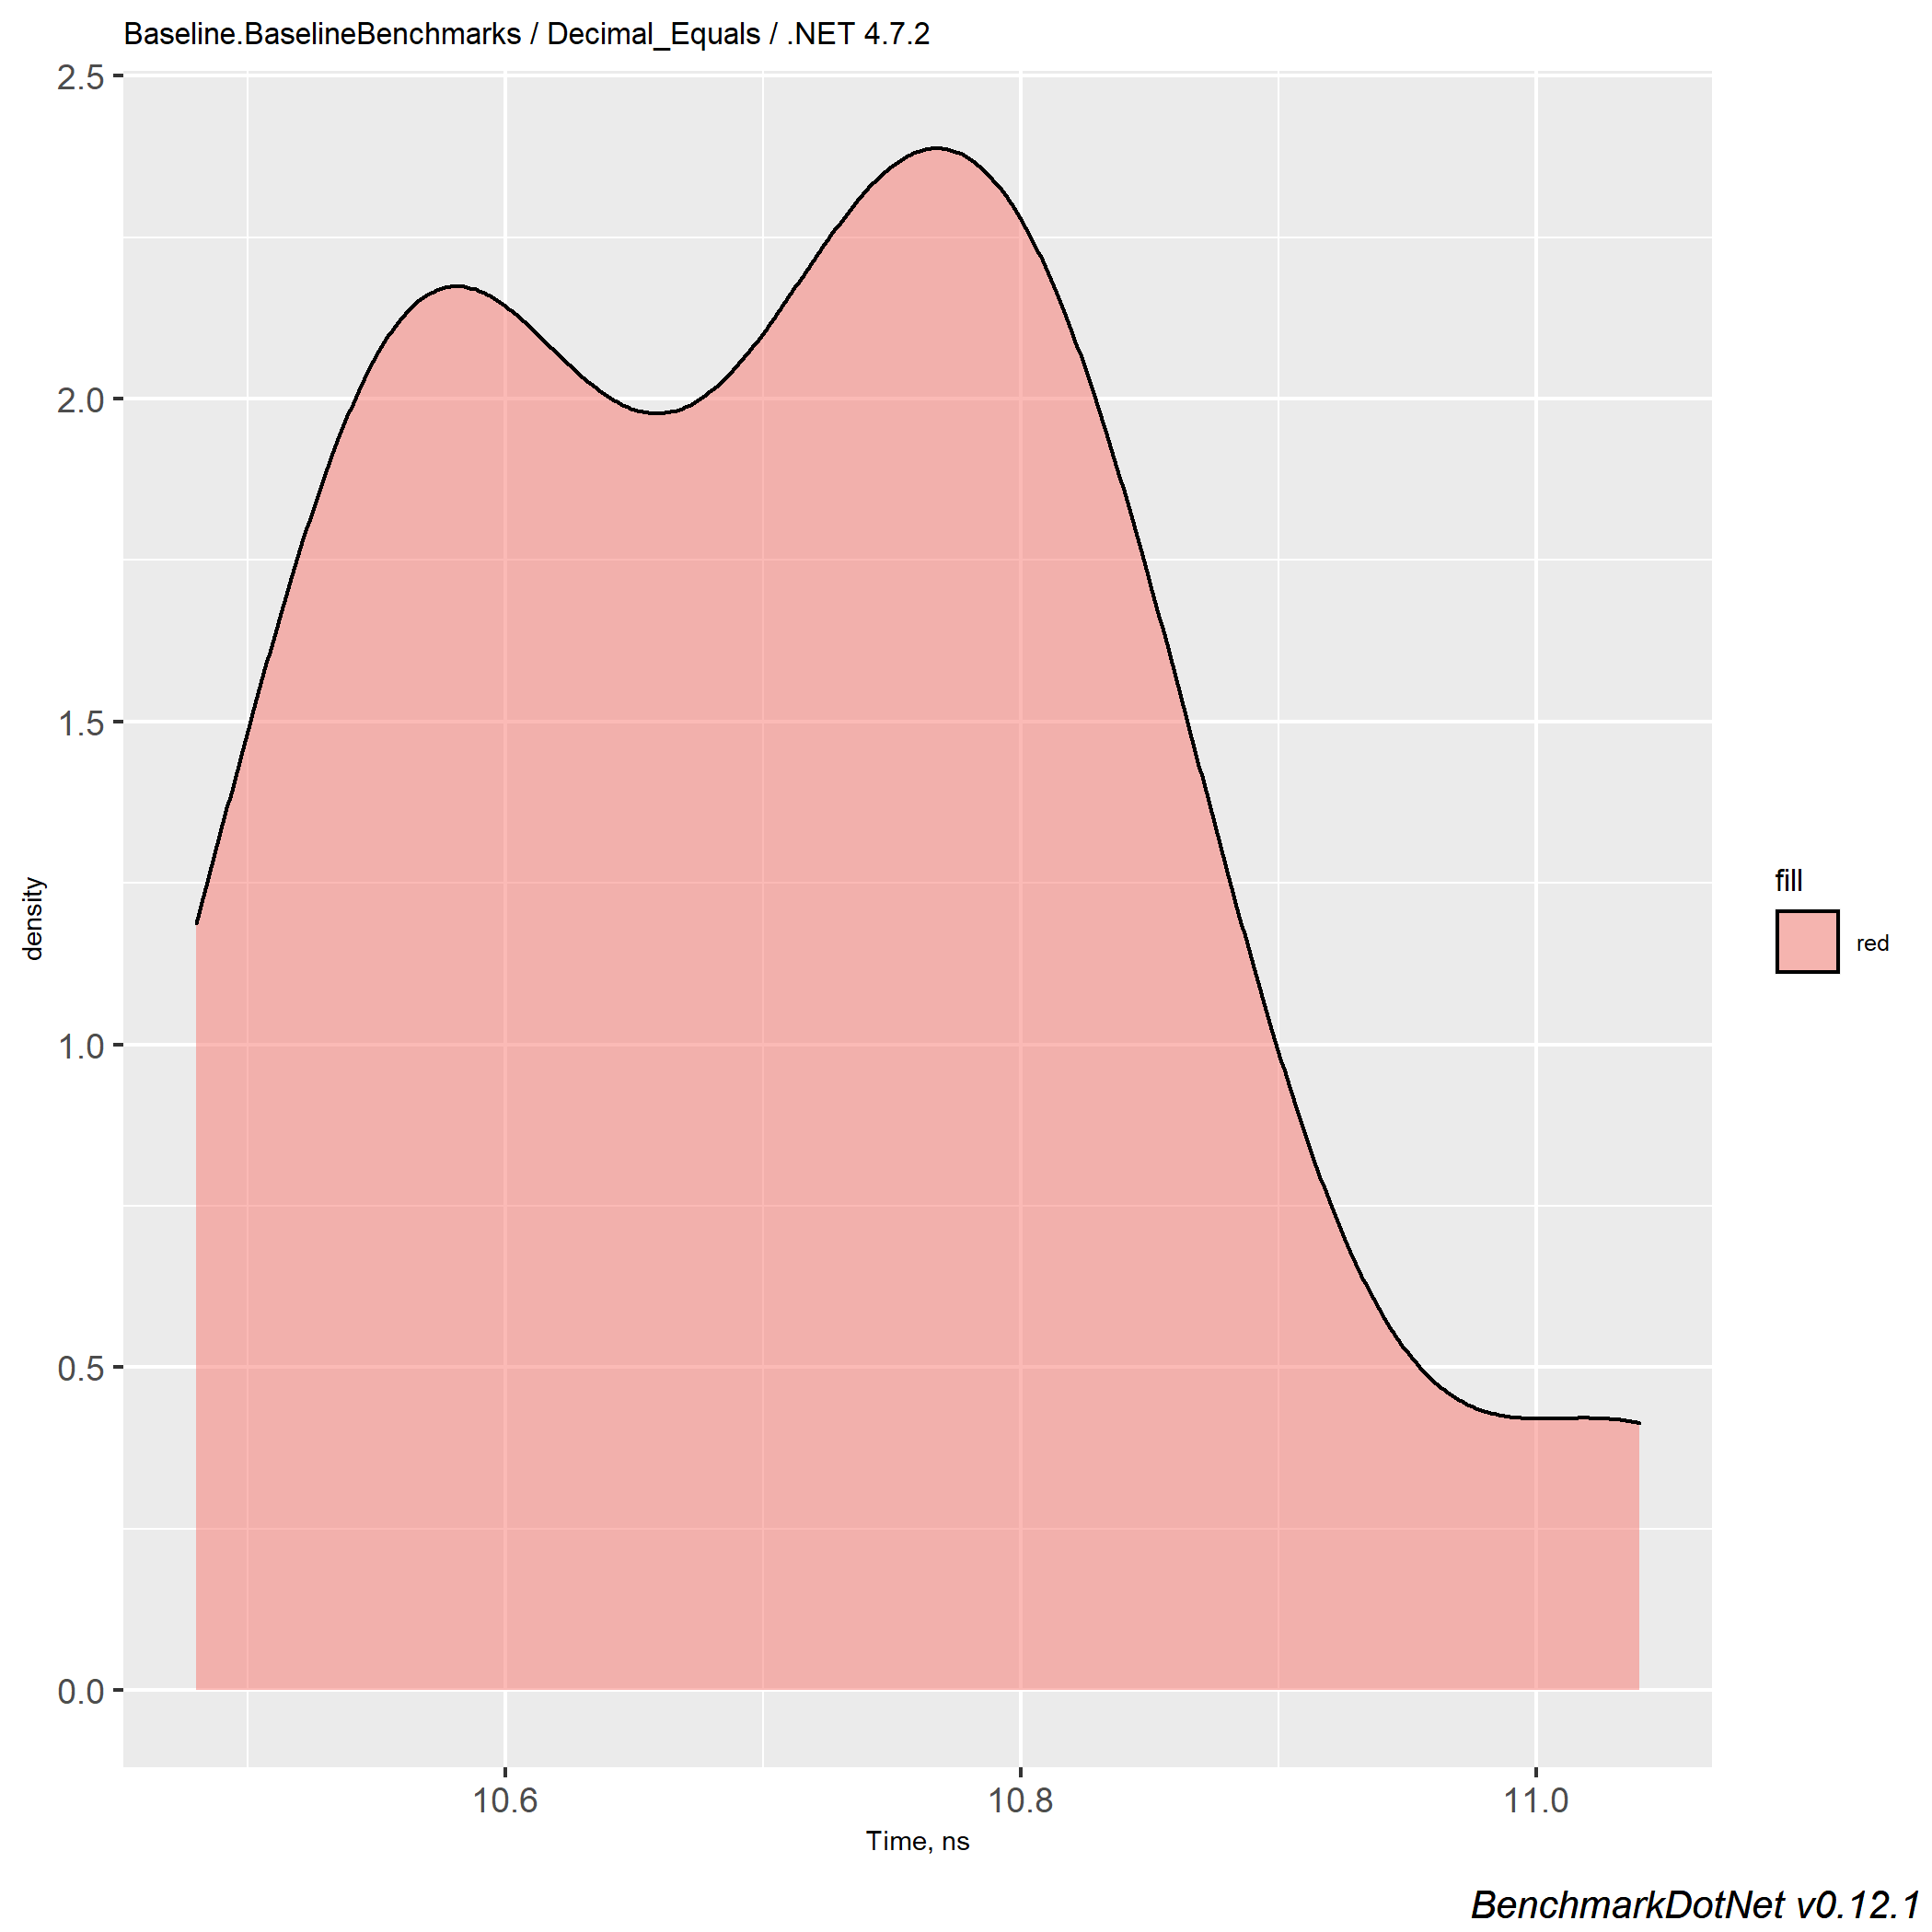 Baseline.BaselineBenchmarks / Decimal_Equals / .NET 4.7.2
2.5
2.0
1.5
1.0
0.5
0.0
density
10.6 10.8 11.0
Time, ns
fill
red
BenchmarkDotNet v0.12.1